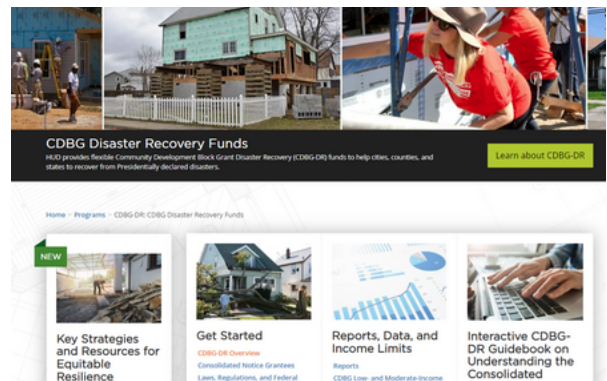 CDBG Disaster Recovery Funds
HUD provides flexible Community Development Block Grant Disaster Recovery (CDBG-DR) funds to help cities, counties, and
states to recover from Presidentially declared disasters.
Learn about CDBG-DR
Home > Programs > CDBG-DR: CDBG Disaster Recovery Funds
NEW
Key Strategies
and Resources for
Equitable
Resilience
Get Started
CDBG-DR Overview
Consolidated Notice Grantees
Laws, Regulations, and Federal
Reports, Data, and
Income Limits
Reports
CDBG Low- and Moderate-Income
Interactive CDBG-
DR Guidebook on
Understanding the
Consolidated